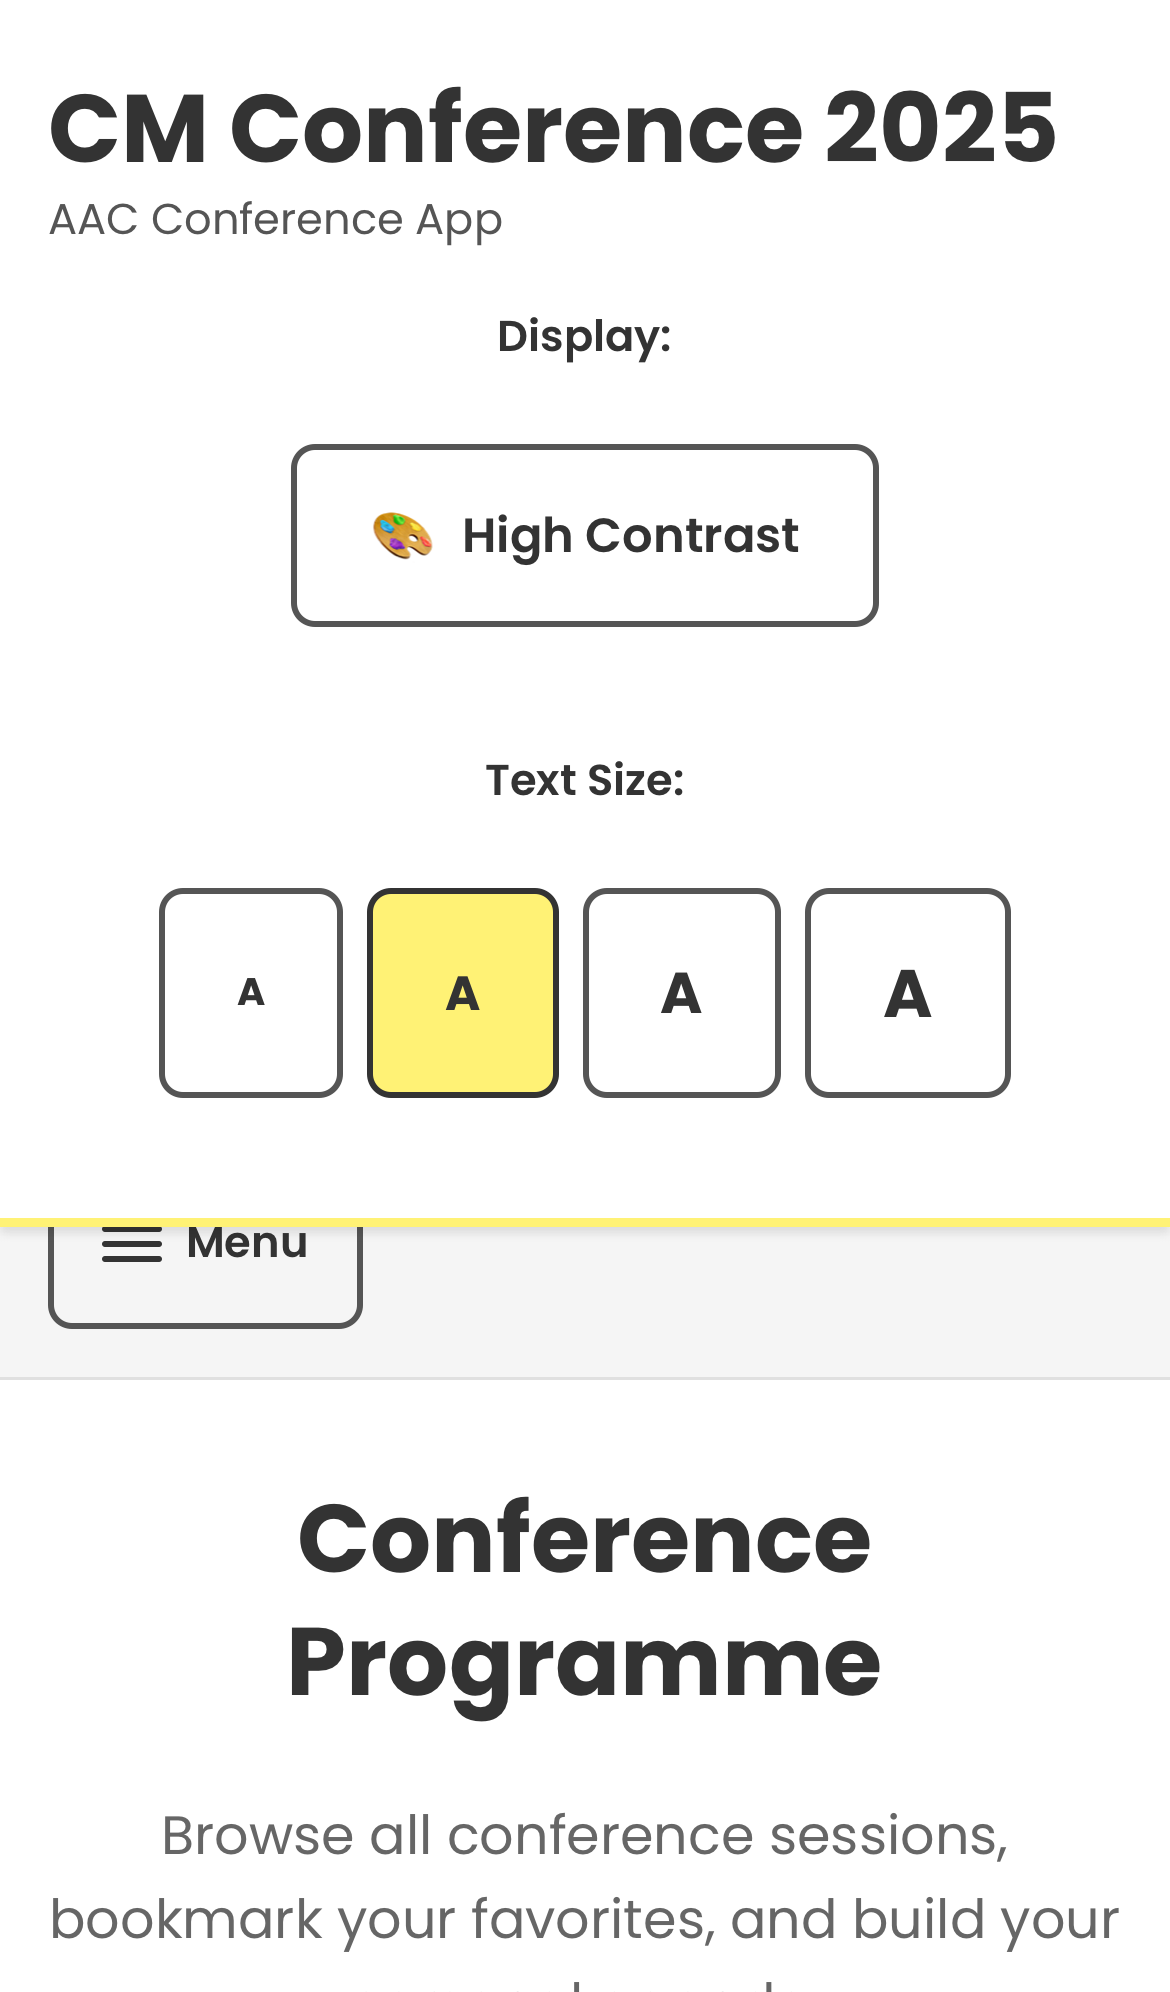 CM Conference 2025
AAC Conference App
Display:
🎨 High Contrast
Text Size:
A A A A
Menu
Conference
Programme
Browse all conference sessions,
bookmark your favorites, and build your